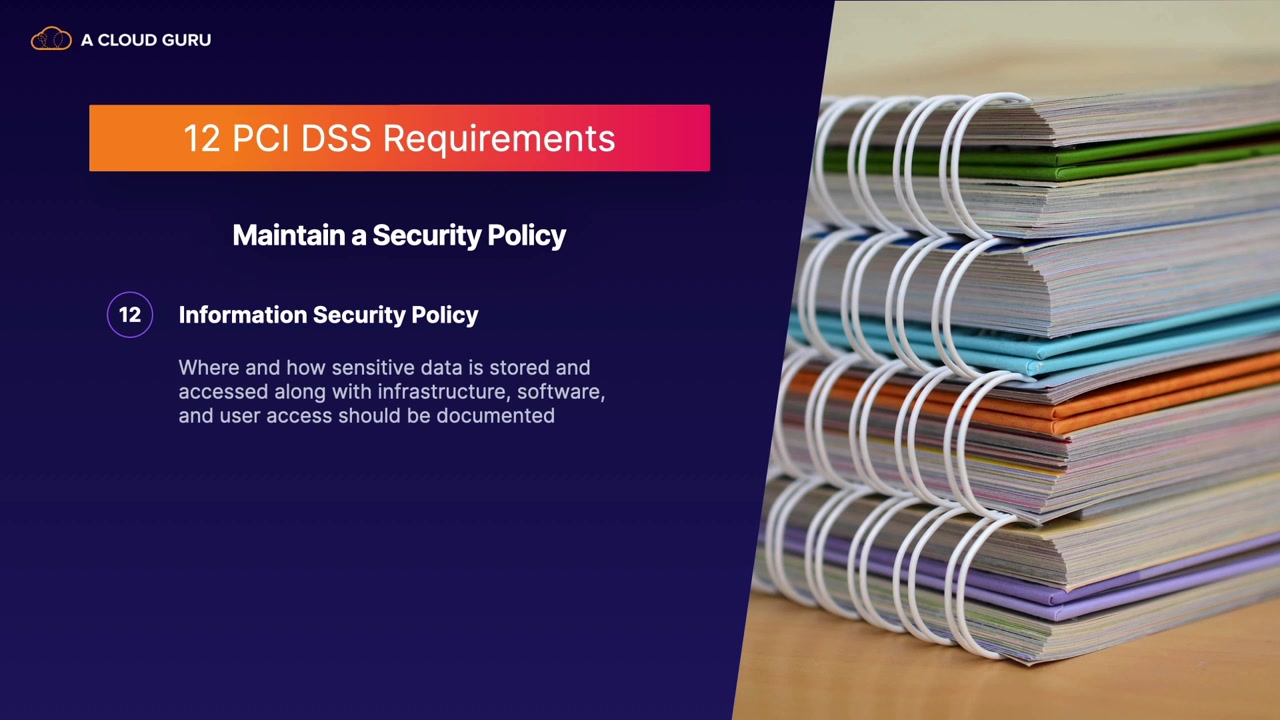 A CLOUD GURU
12 PCI DSS Requirements
Maintain a Security Policy
12 Information Security Policy
Where and how sensitive data is stored and
accessed along with infrastructure, software,
and user access should be documented